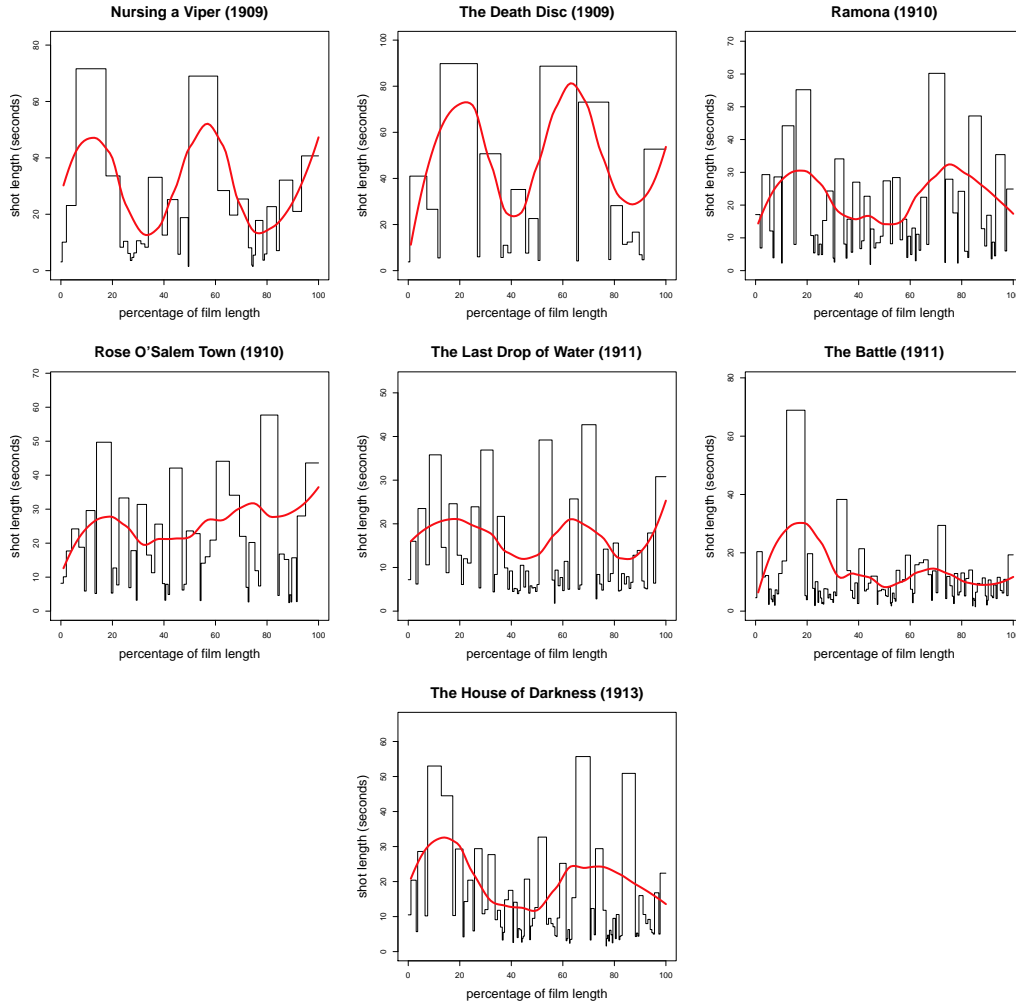 Nursing a Viper (1909)
shot length (seconds)
0 20 40 60 80
0 20 40 60 80 100
percentage of film length
The Death Disc (1909)
shot length (seconds)
0 20 40 60 80 100
0 20 40 60 80 100
percentage of film length
Ramona (1910)
shot length (seconds)
0 10 20 30 40 50 60 70
0 20 40 60 80 100
percentage of film length
Rose O'Salem Town (1910)
shot length (seconds)
0 10 20 30 40 50 60 70
0 20 40 60 80 100
percentage of film length
The Last Drop of Water (1911)
shot length (seconds)
0 10 20 30 40 50
0 20 40 60 80 100
percentage of film length
The Battle (1911)
shot length (seconds)
0 20 40 60 80
0 20 40 60 80 100
percentage of film length
The House of Darkness (1913)
shot length (seconds)
0 10 20 30 40 50 60
0 20 40 60 80 100
percentage of film length